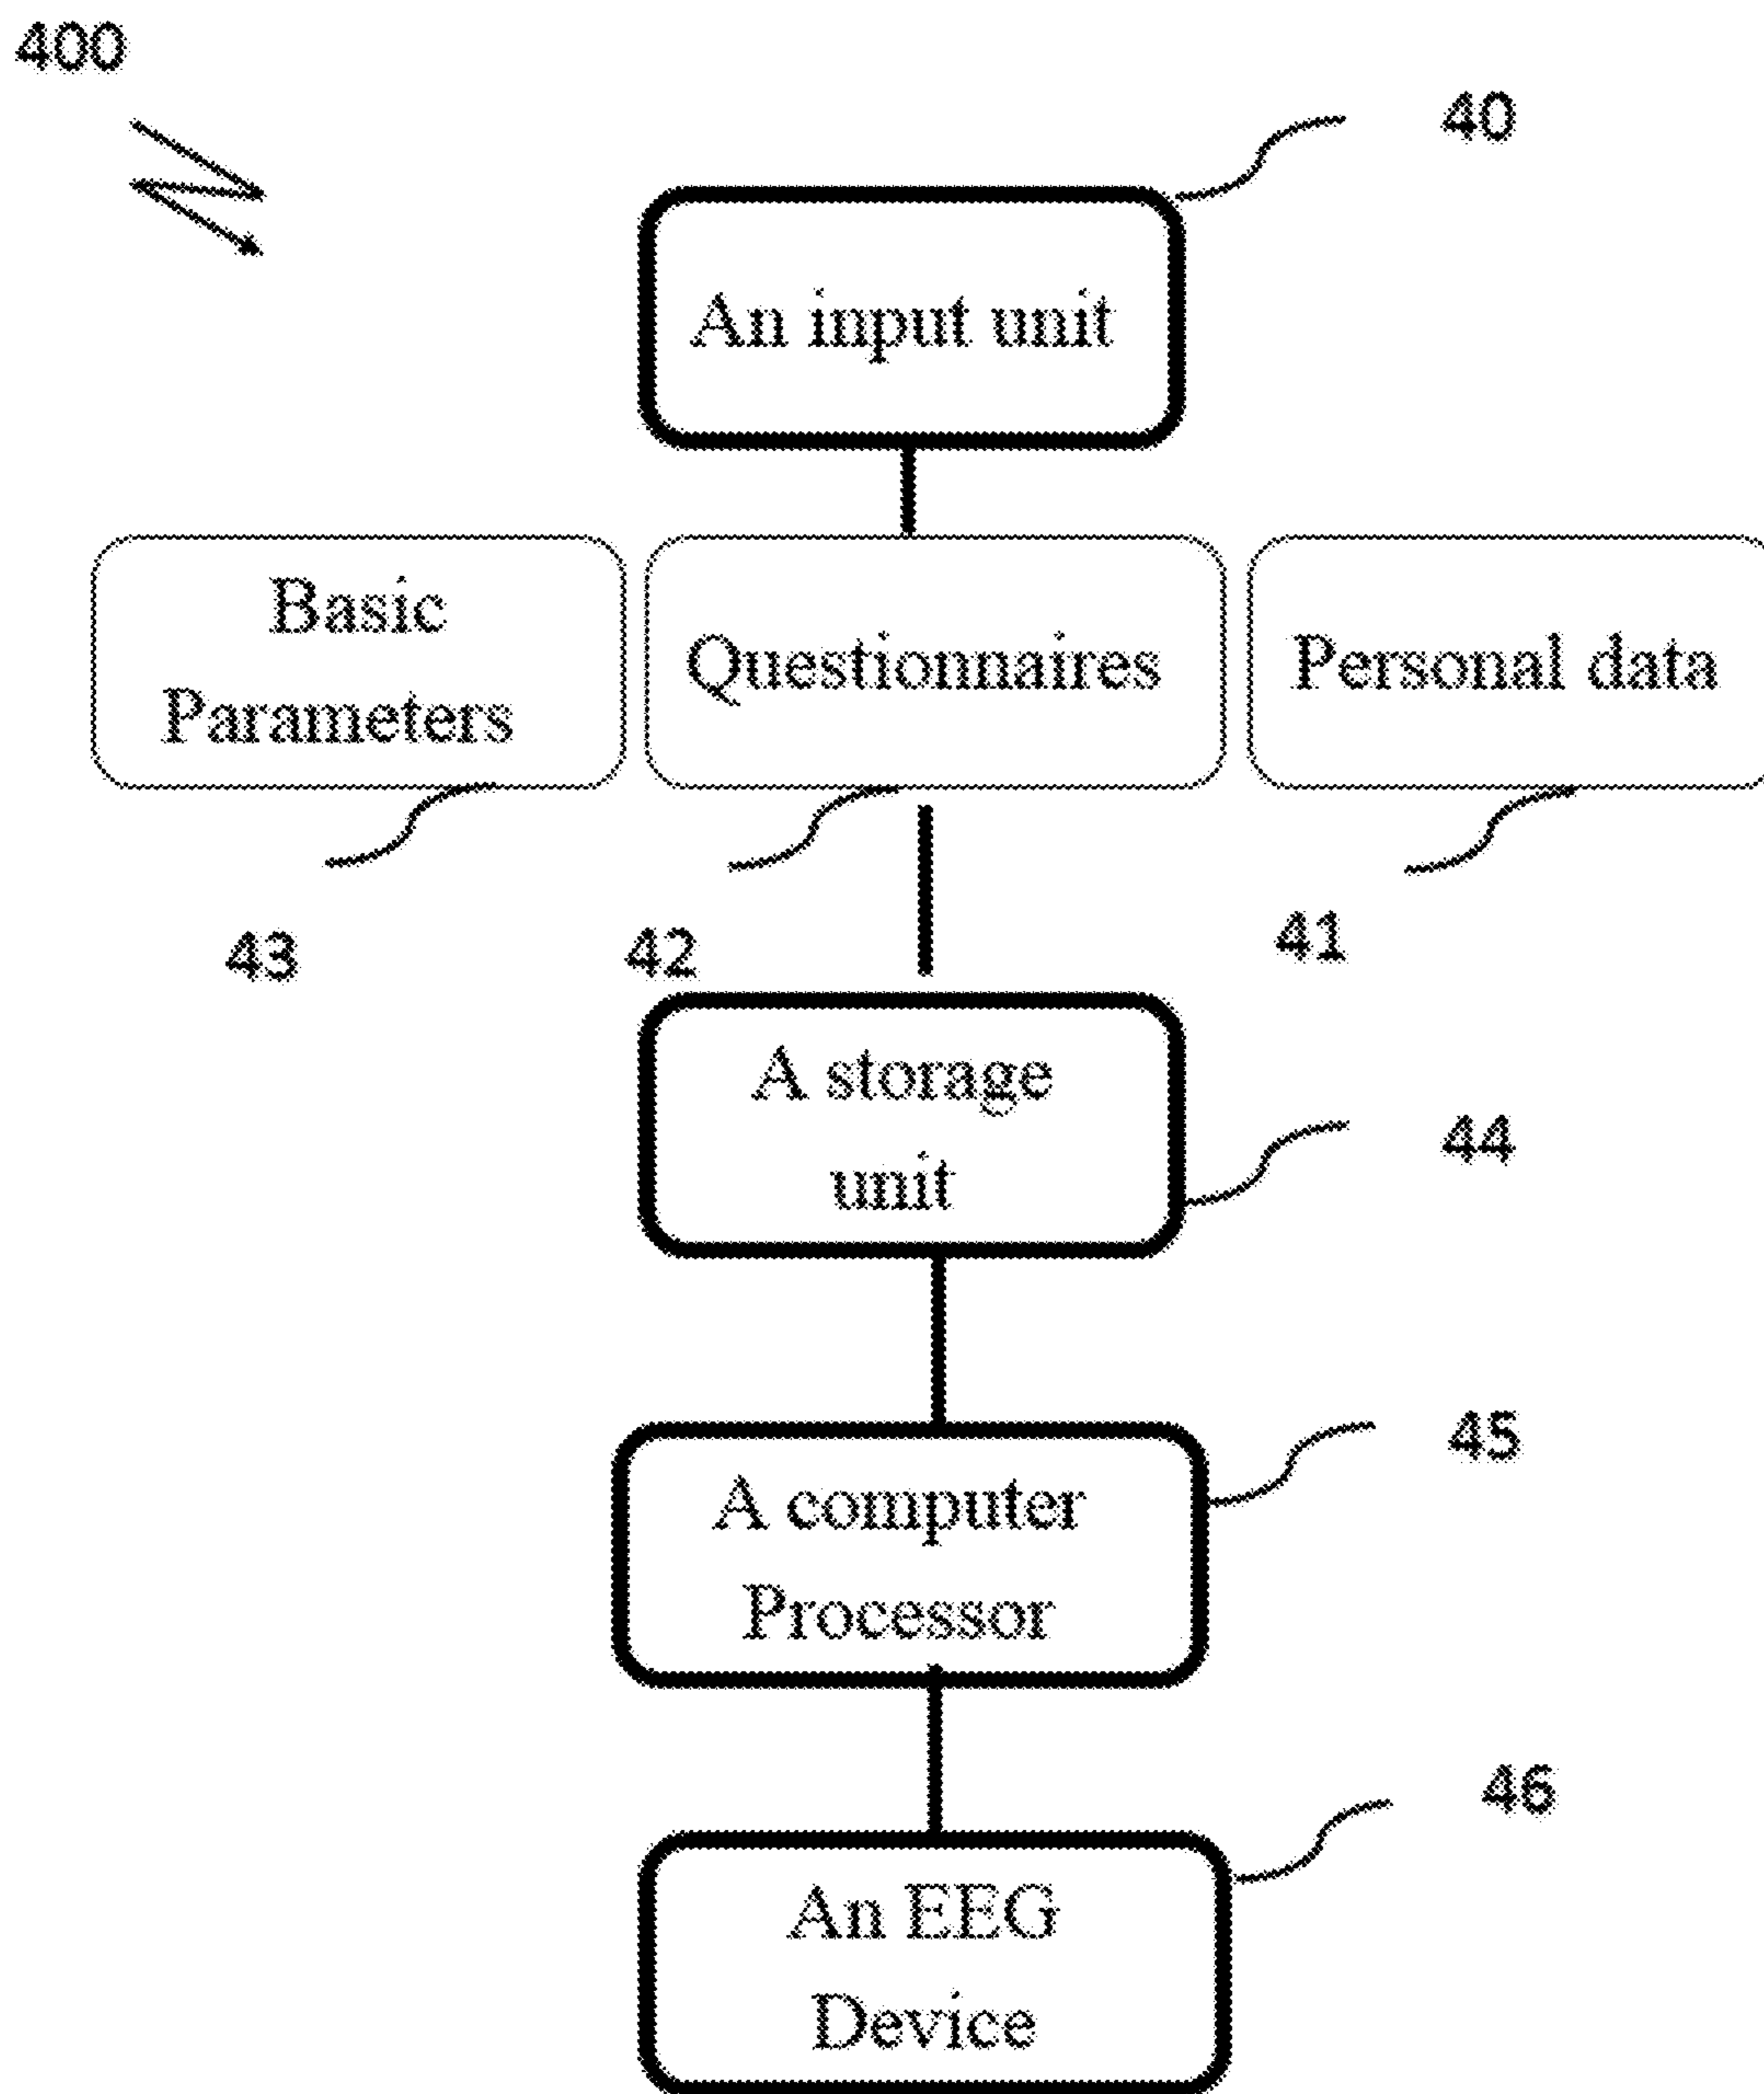 400
40
An input unit
Basic
Parameters
Questionnaires
Personal data
43
42
41
A storage
unit
44
A computer
Processor
45
An EEG
Device
46